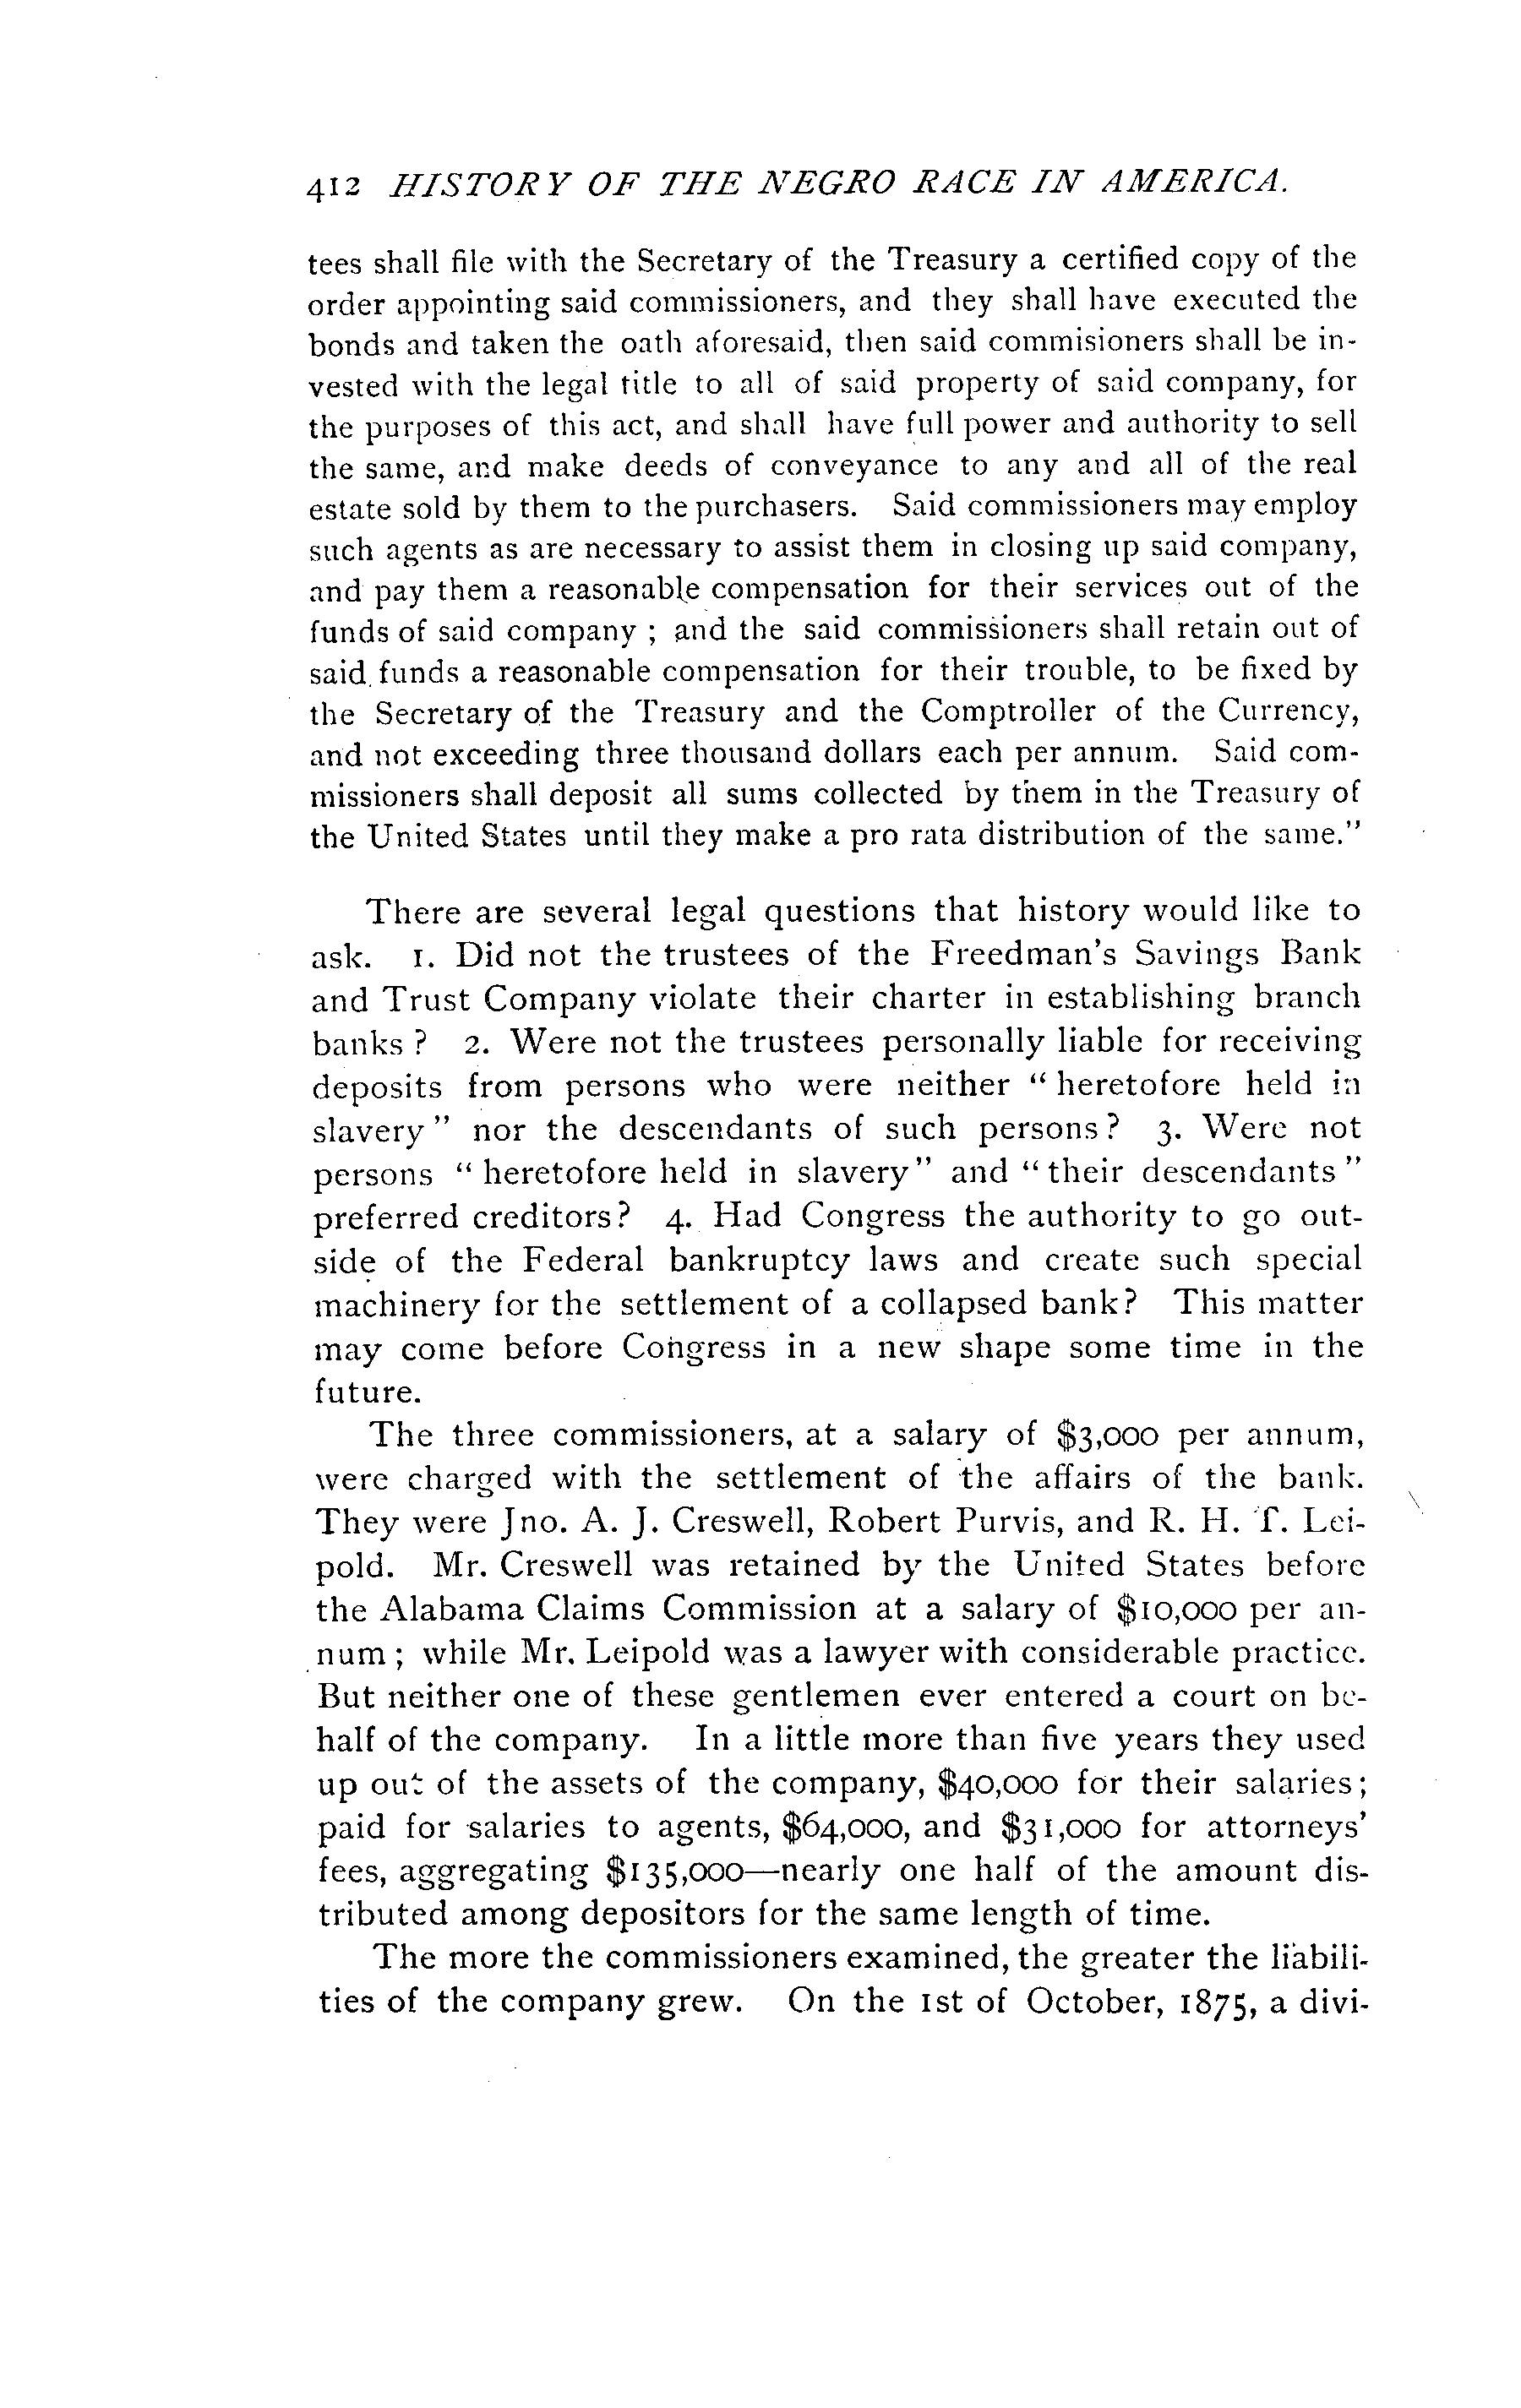 412 HISTORY OF THE NEGRO RACE IN AMERICA.
tees shall file with the Secretary of the Treasury a certified copy of the
order appointing said commissioners, and they shall have executed the
bonds and taken the oath aforesaid, then said commisioners shall be in-
vested with the legal title to all of said property of said company, for
the purposes of this act, and shall have full power and authority to sell
the same, and make deeds of conveyance to any and all of the real
estate sold by them to the purchasers. Said commissioners may employ
such agents as are necessary to assist them in closing up said company,
and pay them a reasonable compensation for their services out of the
funds of said company ; and the said commissioners shall retain out of
said funds a reasonable compensation for their trouble, to be fixed by
the Secretary of the Treasury and the Comptroller of the Currency,
and not exceeding three thousand dollars each per annum. Said com-
missioners shall deposit all sums collected by them in the Treasury of
the United States until they make a pro rata distribution of the same."
There are several legal questions that history would like to
ask. 1. Did not the trustees of the Freedman's Savings Bank
and Trust Company violate their charter in establishing branch
banks ? 2. Were not the trustees personally liable for receiving
deposits from persons who were neither " heretofore held in
slavery " nor the descendants of such persons? 3. Were not
persons " heretofore held in slavery" and "their descendants"
preferred creditors? 4. Had Congress the authority to go out-
side of the Federal bankruptcy laws and create such special
machinery for the settlement of a collapsed bank? This matter
may come before Congress in a new shape some time in the
future.
The three commissioners, at a salary of $3,000 per annum,
were charged with the settlement of the affairs of the bank.
They were Jno. A. J. Creswell, Robert Purvis, and R. H. T. Lei-
pold. Mr. Creswell was retained by the United States before
the Alabama Claims Commission at a salary of $10,000 per an-
num ; while Mr. Leipold was a lawyer with considerable practice.
But neither one of these gentlemen ever entered a court on be-
half of the company. In a little more than five years they used
up out of the assets of the company, $40,000 for their salaries;
paid for salaries to agents, $64,000, and $31,000 for attorneys'
fees, aggregating $135,000—nearly one half of the amount dis-
tributed among depositors for the same length of time.
The more the commissioners examined, the greater the liabili-
ties of the company grew. On the 1st of October, 1875, a divi-